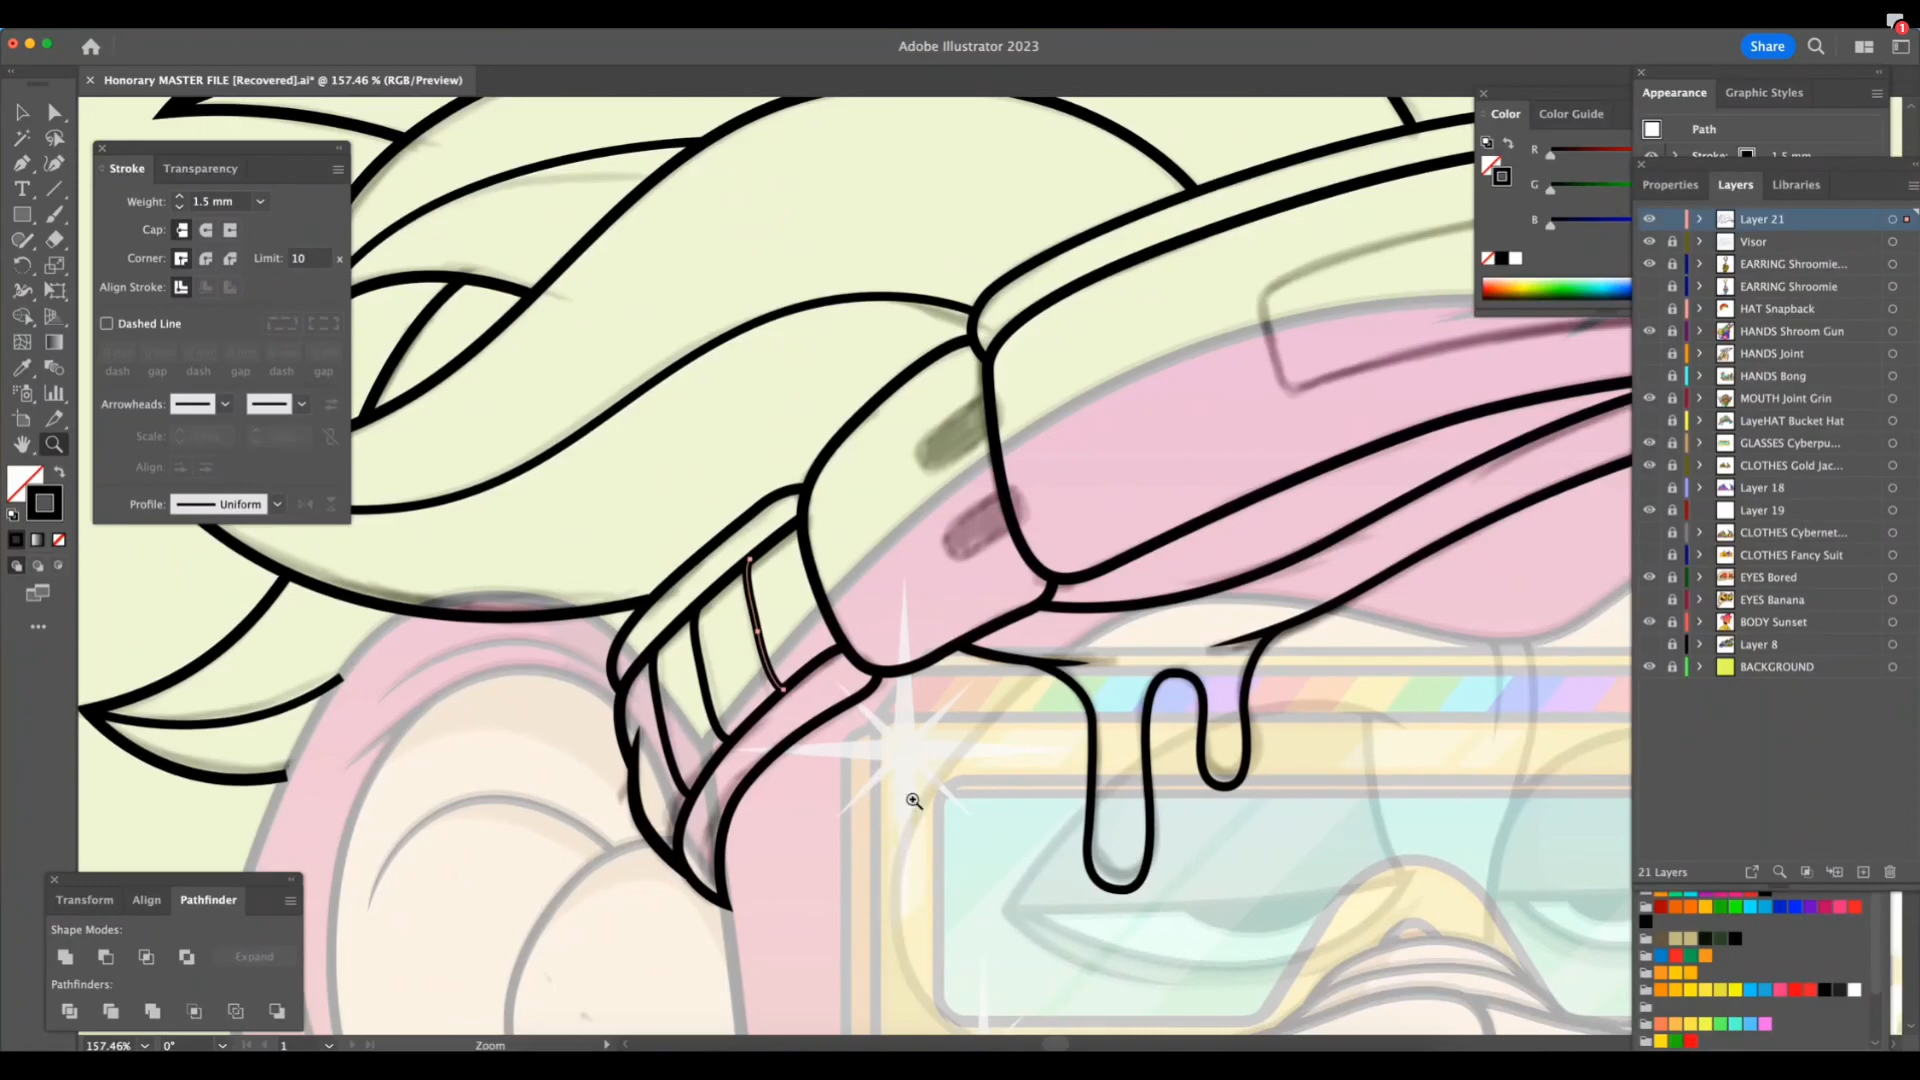 1
Adobe Illustrator 2023
Share
Honorary MASTER FILE [Recovered].ai* @ 157.46 % (RGB/Preview)
Stroke
Transparency
Weight:
1.5 mm
Cap:
Corner:
Limit:
10
x
Align Stroke:
Dashed Line
dash
gap
dash
gap
dash
gap
Arrowheads:
Scale:
Align:
Profile:
Uniform
Transform
Align
Pathfinder
Shape Modes:
Expand
Pathfinders:
157.46%
0°
1
Zoom
Color
Color Guide
R
G
B
Appearance
Graphic Styles
Path
Stroke:
1.5 mm
Properties
Layers
Libraries
Layer 21
Visor
EARRING Shroomie...
EARRING Shroomie
HAT Snapback
HANDS Shroom Gun
HANDS Joint
HANDS Bong
MOUTH Joint Grin
LayeHAT Bucket Hat
GLASSES Cyberpu...
CLOTHES Gold Jac...
Layer 18
Layer 19
CLOTHES Cybernet...
CLOTHES Fancy Suit
EYES Bored
EYES Banana
BODY Sunset
Layer 8
BACKGROUND
21 Layers